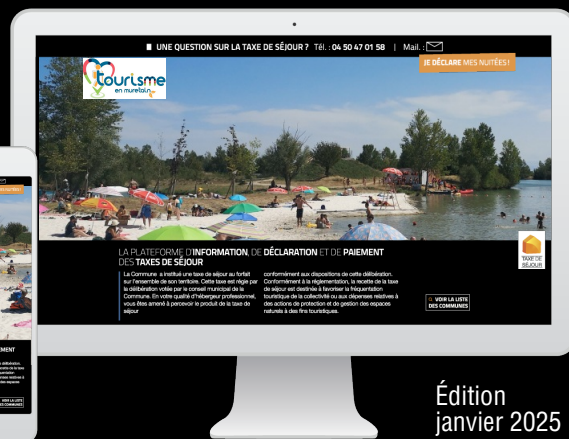 UNE QUESTION SUR LA TAXE DE SÉJOUR ? Tél. : 04 50 47 01 58 | Mail. :
JE DÉCLARE MES NUITÉES !
tourisme
en muretain
LA PLATEFORME D'INFORMATION, DE DÉCLARATION ET DE PAIEMENT
DES TAXES DE SÉJOUR
La Commune a institué une taxe de séjour au forfait
sur l'ensemble de son territoire. Cette taxe est régie par
la délibération votée par le conseil municipal de la
Commune. En votre qualité d'hébergeur professionnel,
vous êtes amené à percevoir le produit de la taxe de
séjour
conformément aux dispositions de cette délibération.
Conformément à la réglementation, la recette de la taxe
de séjour est destinée à favoriser la fréquentation
touristique de la collectivité ou aux dépenses relatives à
des actions de protection et de gestion des espaces
naturels à des fins touristiques.
TAXE DE
SÉJOUR
VOIR LA LISTE
DES COMMUNES
Édition
janvier 2025